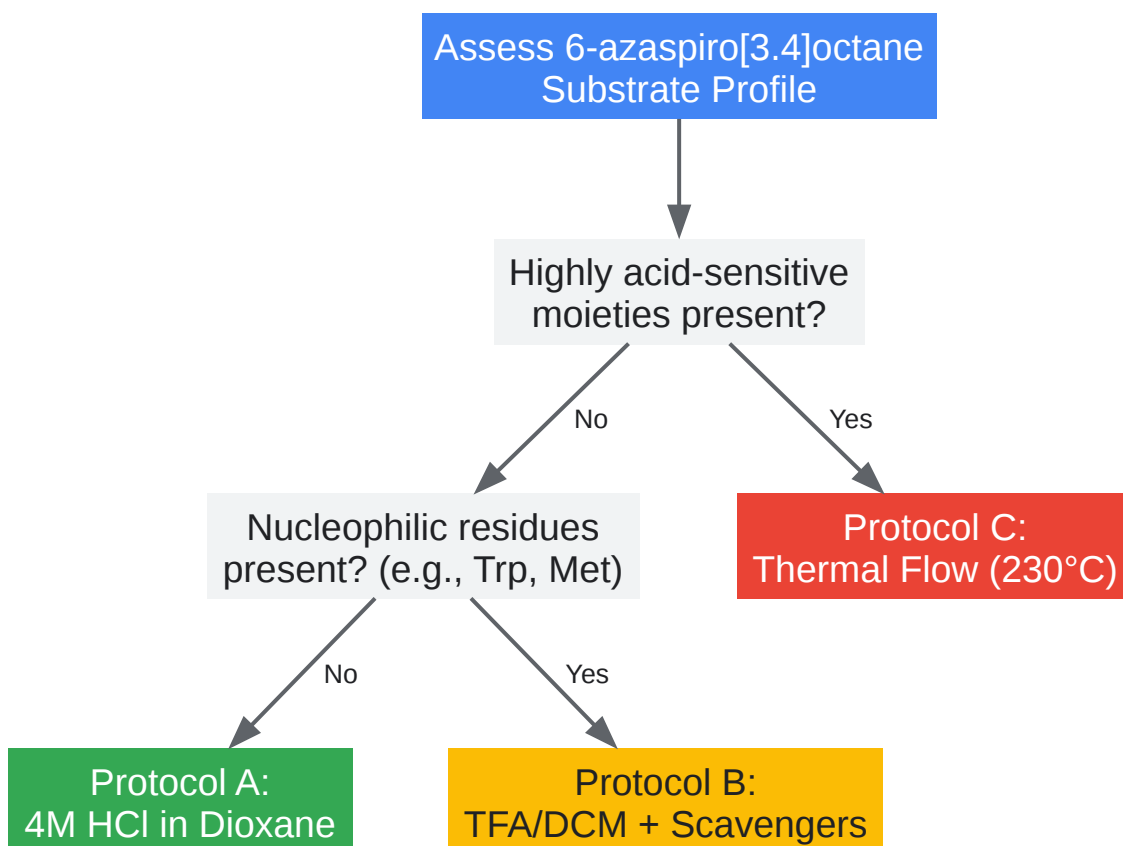 Assess 6-azaspiro[3.4]octane
Substrate Profile
Highly acid-sensitive
moieties present?
No
Yes
Nucleophilic residues
present? (e.g., Trp, Met)
Protocol C:
Thermal Flow (230°C)
No
Yes
Protocol A:
4M HCl in Dioxane
Protocol B:
TFA/DCM + Scavengers